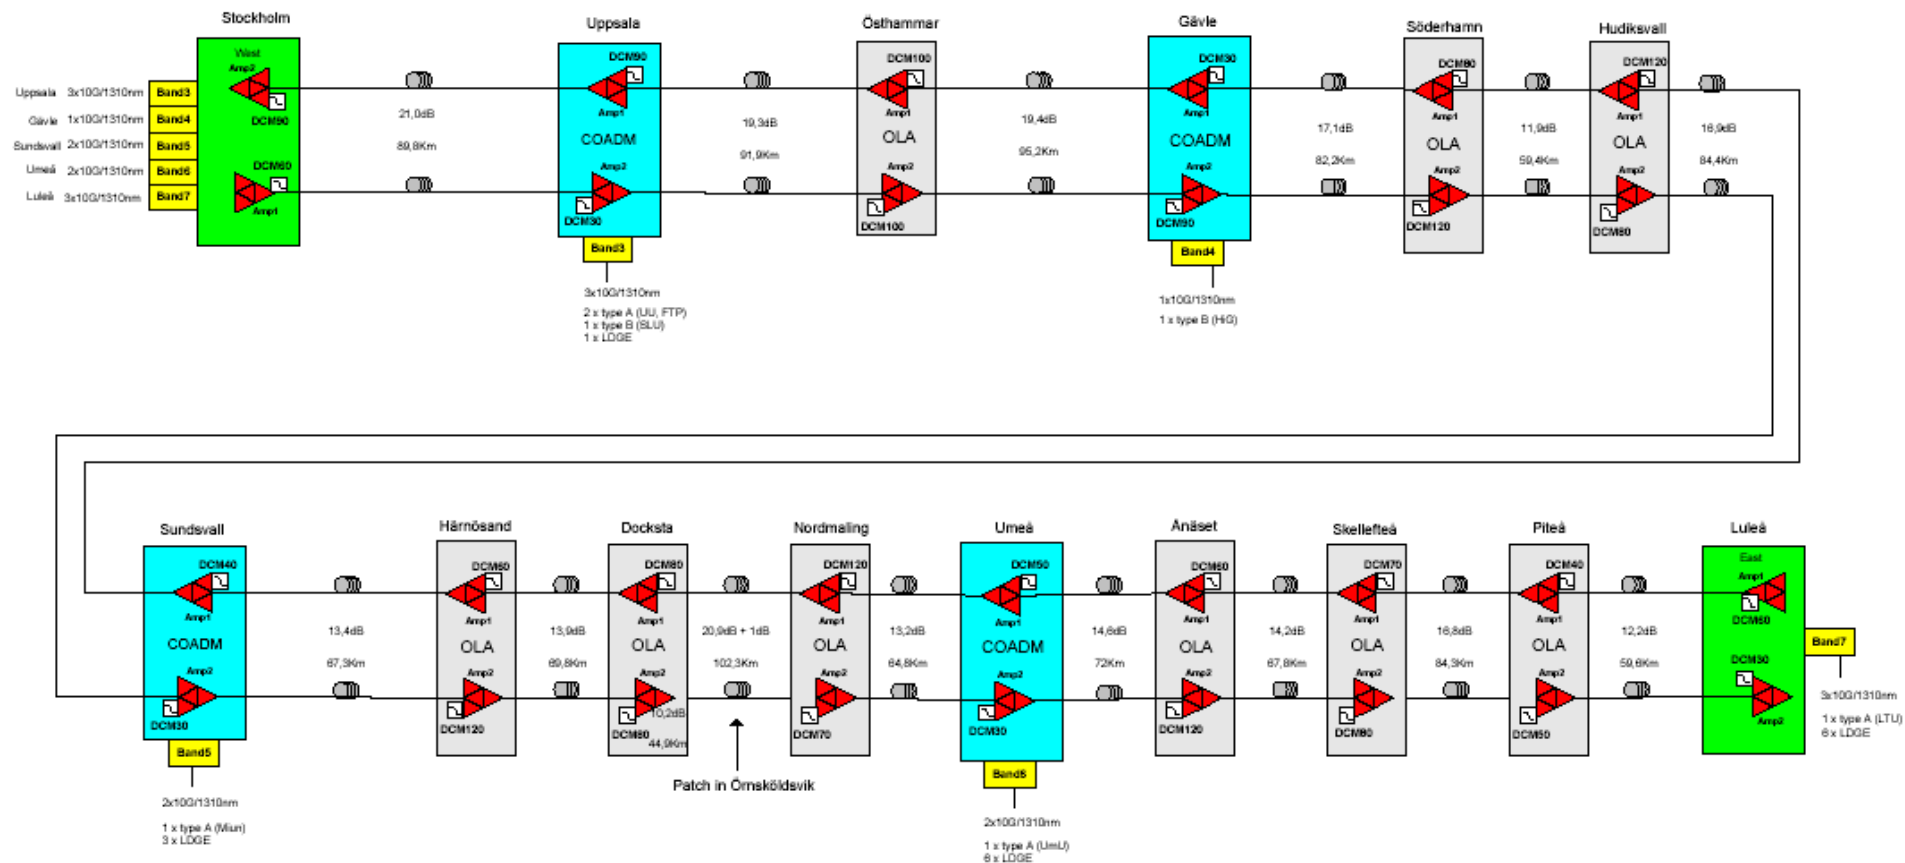 Stockholm
Uppsala
Östhammar
Gävle
Söderhamn
Hudiksvall
West
Amp2
DCM90
DCM60
Amp1
Uppsala 3x10G/1310nm Band3
Gävle 1x10G/1310nm Band4
Sundsvall 2x10G/1310nm Band5
Umeå 2x10G/1310nm Band6
Luleå 3x10G/1310nm Band7
21,0dB
89,8Km
DCM90
Amp1
COADM
Amp2
DCM30
Band3
3x10G/1310nm
2 x type A (UU, FTP)
1 x type B (SLU)
1 x LDGE
19,3dB
91,9Km
DCM100
Amp1
OLA
Amp2
DCM100
19,4dB
95,2Km
DCM30
Amp1
COADM
Amp2
DCM90
Band4
1x10G/1310nm
1 x type B (HiG)
17,1dB
82,2Km
DCM80
Amp1
OLA
Amp2
DCM120
11,9dB
59,4Km
DCM120
Amp1
OLA
Amp2
DCM80
16,9dB
84,4Km
Sundsvall
Härnösand
Docksta
Nordmaling
Umeå
Ånäset
Skellefteå
Piteå
Luleå
DCM40
Amp1
COADM
Amp2
DCM30
Band5
2x10G/1310nm
1 x type A (Miun)
3 x LDGE
13,4dB
67,3Km
DCM60
Amp1
OLA
Amp2
DCM120
13,9dB
69,8Km
DCM80
Amp1
OLA
Amp2
10,2dB
DCM80
44,9Km
20,9dB + 1dB
102,3Km
Patch in Örnsköldsvik
DCM120
Amp1
OLA
Amp2
DCM70
13,2dB
64,8Km
DCM50
Amp1
COADM
Amp2
DCM30
Band6
2x10G/1310nm
1 x type A (UmU)
6 x LDGE
14,6dB
72Km
DCM60
Amp1
OLA
Amp2
DCM120
14,2dB
67,8Km
DCM70
Amp1
OLA
Amp2
DCM80
16,8dB
84,3Km
DCM40
Amp1
OLA
Amp2
DCM50
12,2dB
59,6Km
East
Amp1
DCM60
DCM30
Amp2
Band7
3x10G/1310nm
1 x type A (LTU)
6 x LDGE